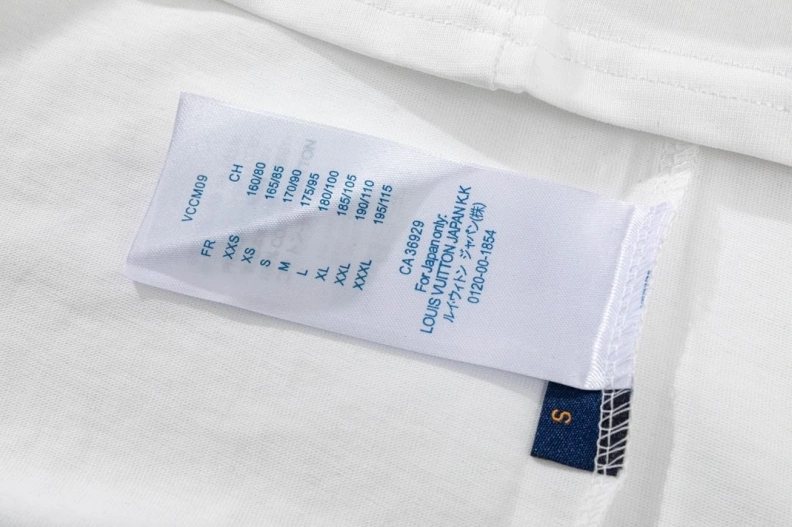 VCCM09
FR CH
XXS 160/80
XS 165/85
S 170/90
M 175/95
L 180/100
XL 185/105
XXL 190/110
XXXL 195/115
CA 36929
For Japan only:
LOUIS VUITTON JAPAN K.K
ルイ・ヴィトン ジャパン(株)
0120-00-1854
S